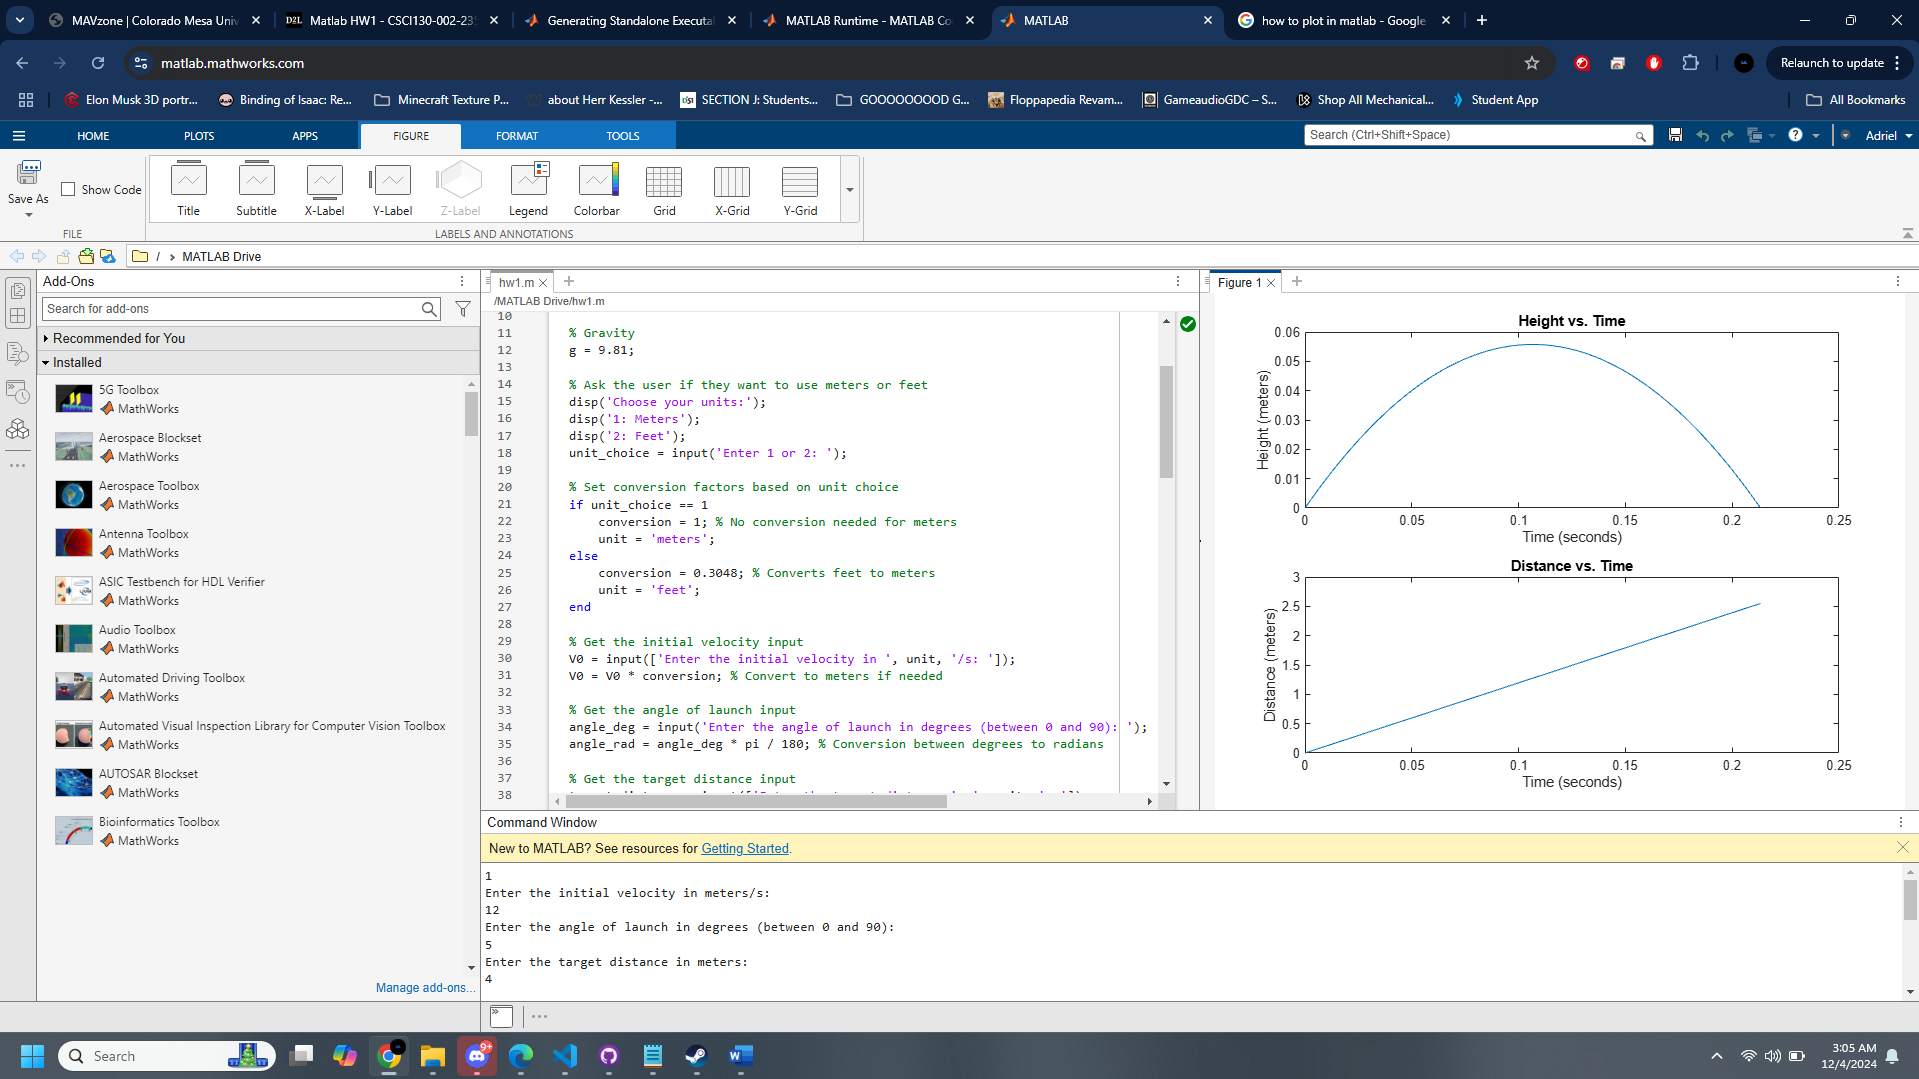 MAVzone | Colorado Mesa Univ
D2L Matlab HW1 - CSCI130-002-23
Generating Standalone Executa
MATLAB Runtime - MATLAB Co
MATLAB
how to plot in matlab - Google
matlab.mathworks.com
Relaunch to update
Elon Musk 3D portr...
Binding of Isaac: Re...
Minecraft Texture P...
about Herr Kessler -...
SECTION J: Students...
GOOOOOOOOD G...
Floppapedia Revam...
GameaudioGDC – S...
Shop All Mechanical...
Student App
All Bookmarks
HOME
PLOTS
APPS
FIGURE
FORMAT
TOOLS
Search (Ctrl+Shift+Space)
Adriel
Save As
Show Code
Title
Subtitle
X-Label
Y-Label
Z-Label
Legend
Colorbar
Grid
X-Grid
Y-Grid
FILE
LABELS AND ANNOTATIONS
/ › MATLAB Drive
Add-Ons
Search for add-ons
Recommended for You
Installed
5G Toolbox
MathWorks
Aerospace Blockset
MathWorks
Aerospace Toolbox
MathWorks
Antenna Toolbox
MathWorks
ASIC Testbench for HDL Verifier
MathWorks
Audio Toolbox
MathWorks
Automated Driving Toolbox
MathWorks
Automated Visual Inspection Library for Computer Vision Toolbox
MathWorks
AUTOSAR Blockset
MathWorks
Bioinformatics Toolbox
MathWorks
Manage add-ons...
hw1.m
/MATLAB Drive/hw1.m
10
11 % Gravity
12 g = 9.81;
13
14 % Ask the user if they want to use meters or feet
15 disp('Choose your units:');
16 disp('1: Meters');
17 disp('2: Feet');
18 unit_choice = input('Enter 1 or 2: ');
19
20 % Set conversion factors based on unit choice
21 if unit_choice == 1
22 conversion = 1; % No conversion needed for meters
23 unit = 'meters';
24 else
25 conversion = 0.3048; % Converts feet to meters
26 unit = 'feet';
27 end
28
29 % Get the initial velocity input
30 V0 = input(['Enter the initial velocity in ', unit, '/s: ']);
31 V0 = V0 * conversion; % Convert to meters if needed
32
33 % Get the angle of launch input
34 angle_deg = input('Enter the angle of launch in degrees (between 0 and 90): ');
35 angle_rad = angle_deg * pi / 180; % Conversion between degrees to radians
36
37 % Get the target distance input
38
Figure 1
Height vs. Time
0.06
0.05
0.04
0.03
0.02
0.01
0
Height (meters)
0 0.05 0.1 0.15 0.2 0.25
Time (seconds)
Distance vs. Time
3
2.5
2
1.5
1
0.5
0
Distance (meters)
0 0.05 0.1 0.15 0.2 0.25
Time (seconds)
Command Window
New to MATLAB? See resources for Getting Started.
1
Enter the initial velocity in meters/s:
12
Enter the angle of launch in degrees (between 0 and 90):
5
Enter the target distance in meters:
4
Search
9+
3:05 AM
12/4/2024